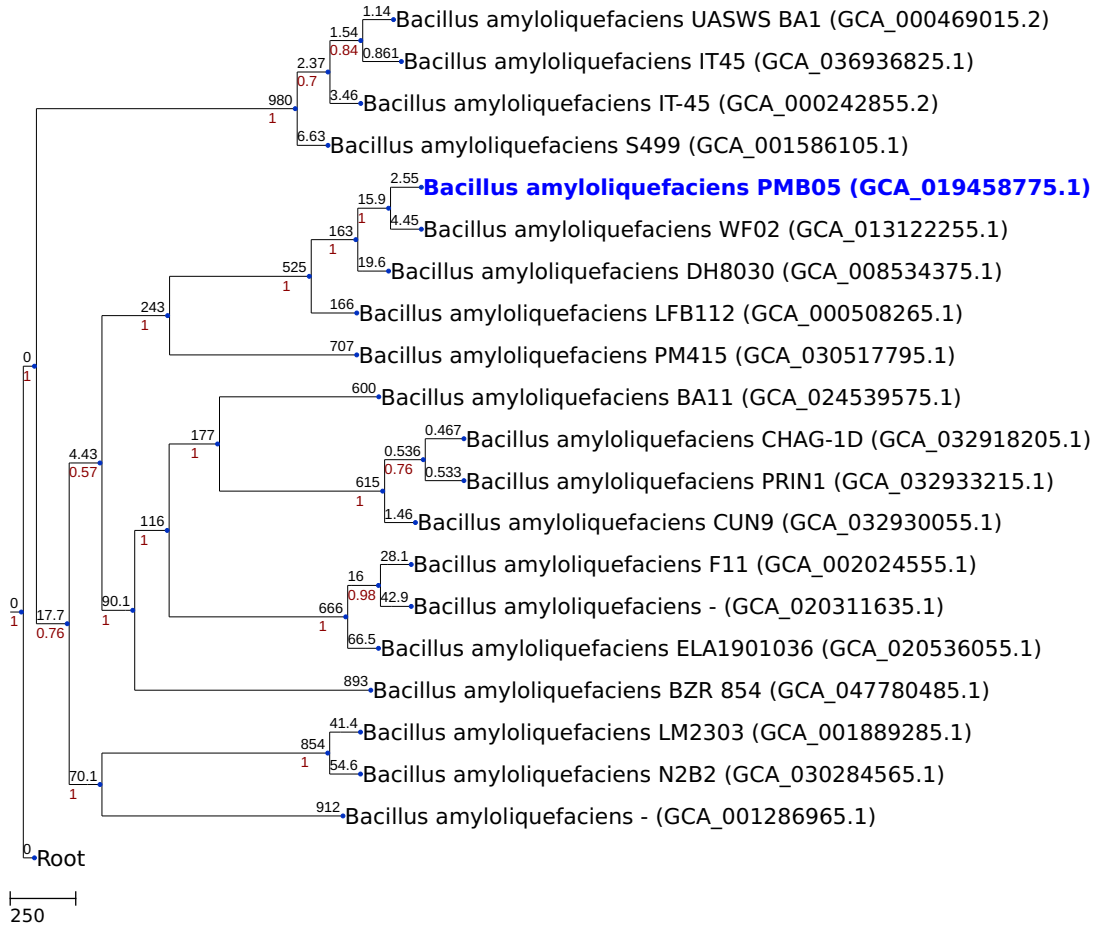 1.14
Bacillus amyloliquefaciens UASWS BA1 (GCA_000469015.2)
1.54
0.84
0.861
Bacillus amyloliquefaciens IT45 (GCA_036936825.1)
2.37
0.7
3.46
Bacillus amyloliquefaciens IT-45 (GCA_000242855.2)
980
1
6.63
Bacillus amyloliquefaciens S499 (GCA_001586105.1)
2.55
Bacillus amyloliquefaciens PMB05 (GCA_019458775.1)
15.9
1
4.45
Bacillus amyloliquefaciens WF02 (GCA_013122255.1)
163
1
19.6
Bacillus amyloliquefaciens DH8030 (GCA_008534375.1)
525
1
166
Bacillus amyloliquefaciens LFB112 (GCA_000508265.1)
243
1
707
Bacillus amyloliquefaciens PM415 (GCA_030517795.1)
0
1
600
Bacillus amyloliquefaciens BA11 (GCA_024539575.1)
177
1
0.467
Bacillus amyloliquefaciens CHAG-1D (GCA_032918205.1)
0.536
0.76
0.533
Bacillus amyloliquefaciens PRIN1 (GCA_032933215.1)
4.43
0.57
615
1
1.46
Bacillus amyloliquefaciens CUN9 (GCA_032930055.1)
116
1
28.1
Bacillus amyloliquefaciens F11 (GCA_002024555.1)
16
0.98
42.9
Bacillus amyloliquefaciens - (GCA_020311635.1)
0
1
17.7
0.76
90.1
1
666
1
66.5
Bacillus amyloliquefaciens ELA1901036 (GCA_020536055.1)
893
Bacillus amyloliquefaciens BZR 854 (GCA_047780485.1)
41.4
Bacillus amyloliquefaciens LM2303 (GCA_001889285.1)
854
1
54.6
Bacillus amyloliquefaciens N2B2 (GCA_030284565.1)
70.1
1
912
Bacillus amyloliquefaciens - (GCA_001286965.1)
0
Root
250